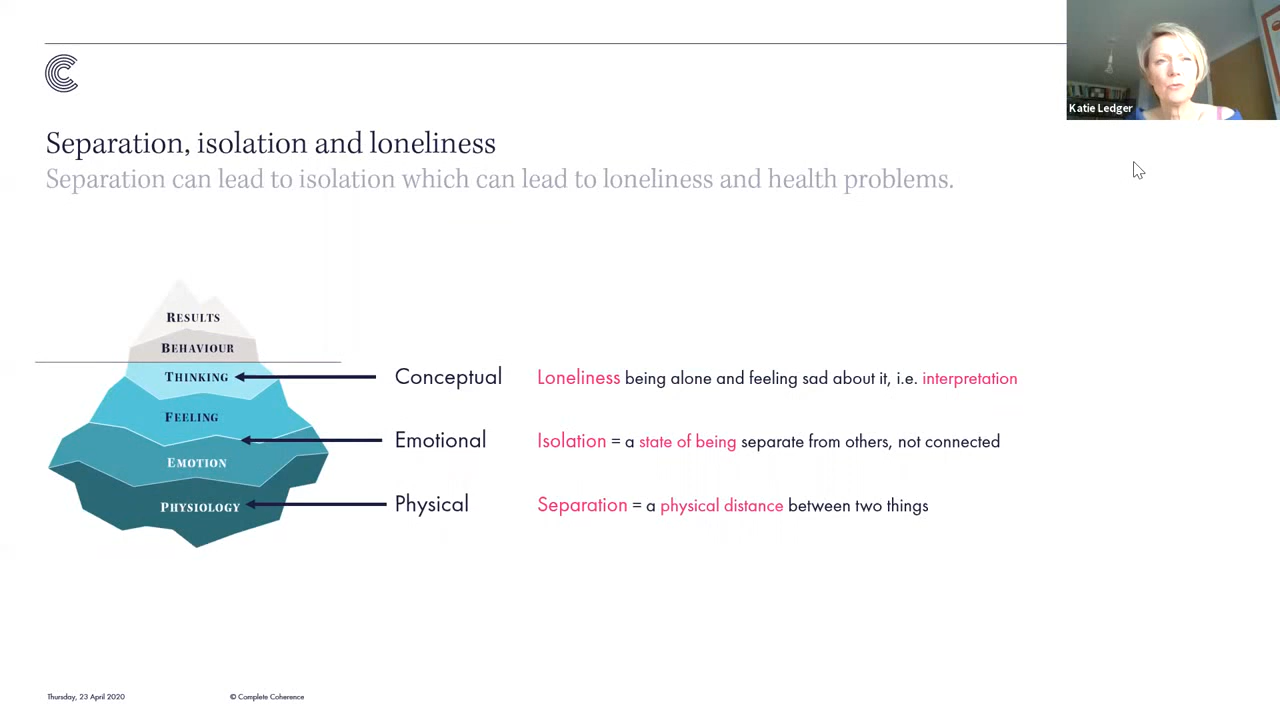 Katie Ledger
Separation, isolation and loneliness
Separation can lead to isolation which can lead to loneliness and health problems.
RESULTS
BEHAVIOUR
THINKING
Conceptual
Loneliness being alone and feeling sad about it, i.e. interpretation
FEELING
Emotional
Isolation = a state of being separate from others, not connected
EMOTION
PHYSIOLOGY
Physical
Separation = a physical distance between two things
Thursday, 23 April 2020
© Complete Coherence